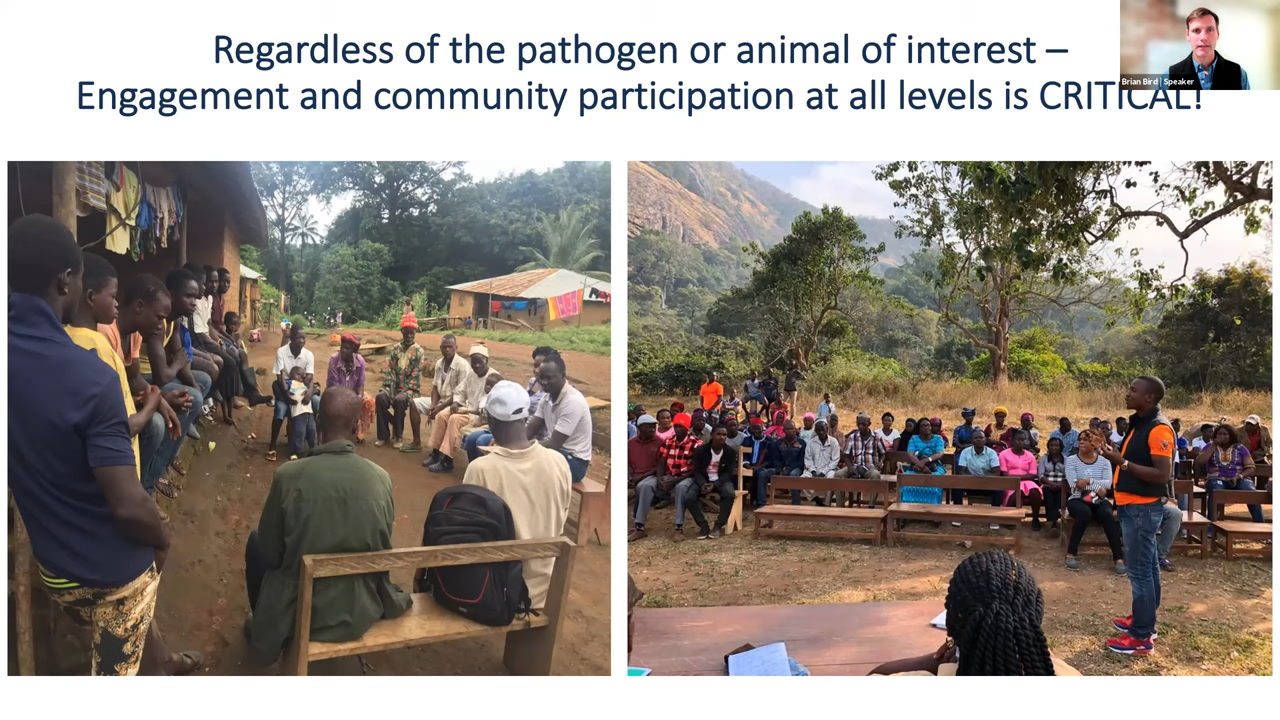 Regardless of the pathogen or animal of interest –
Engagement and community participation at all levels is CRITICAL!
Brian Bird | Speaker